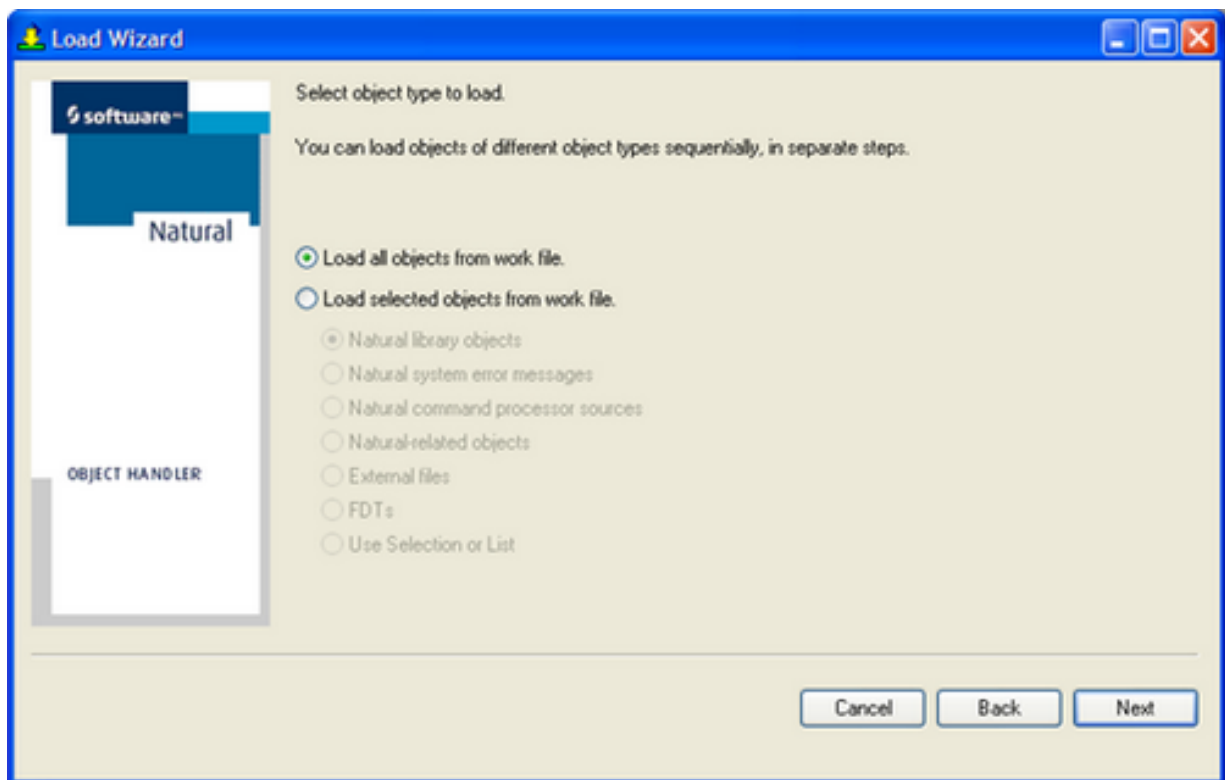 Load Wizard
software
Natural
OBJECT HANDLER
Select object type to load.
You can load objects of different object types sequentially, in separate steps.
Load all objects from work file.
Load selected objects from work file.
Natural library objects
Natural system error messages
Natural command processor sources
Natural-related objects
External files
FDTs
Use Selection or List
Cancel
Back
Next